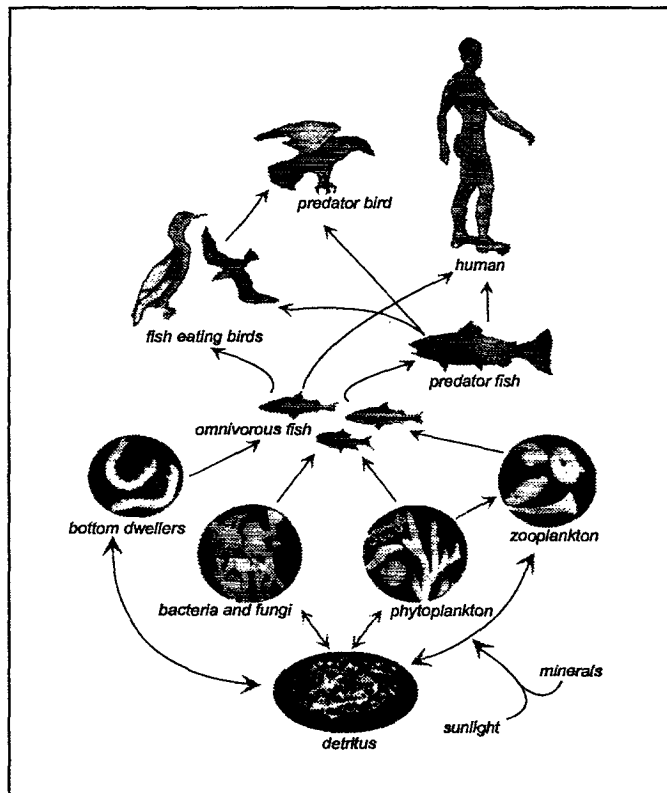 predator bird
human
fish eating birds
predator fish
omnivorous fish
bottom dwellers
zooplankton
bacteria and fungi
phytoplankton
minerals
sunlight
detritus